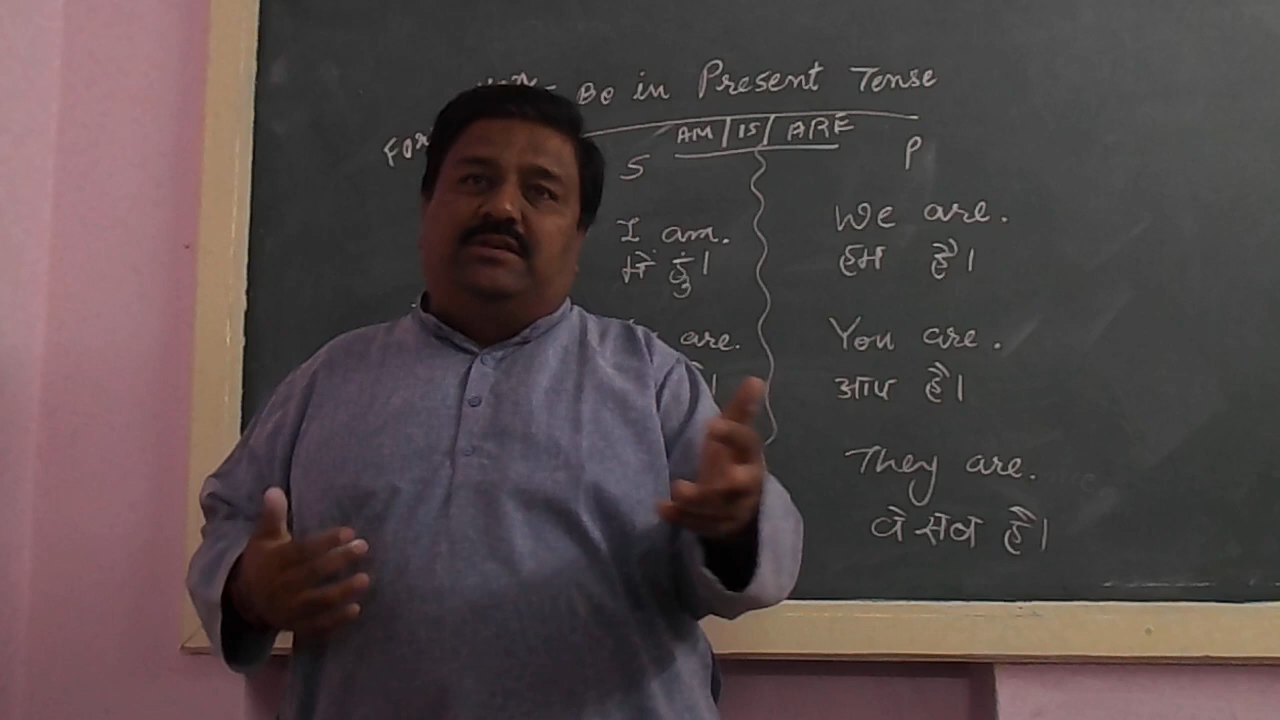 Be in Present Tense
AM | IS | ARE
S P
I am.
मैं हूँ।
are.
We are.
हम हैं।
You are.
आप हैं।
They are.
वे सब हैं।